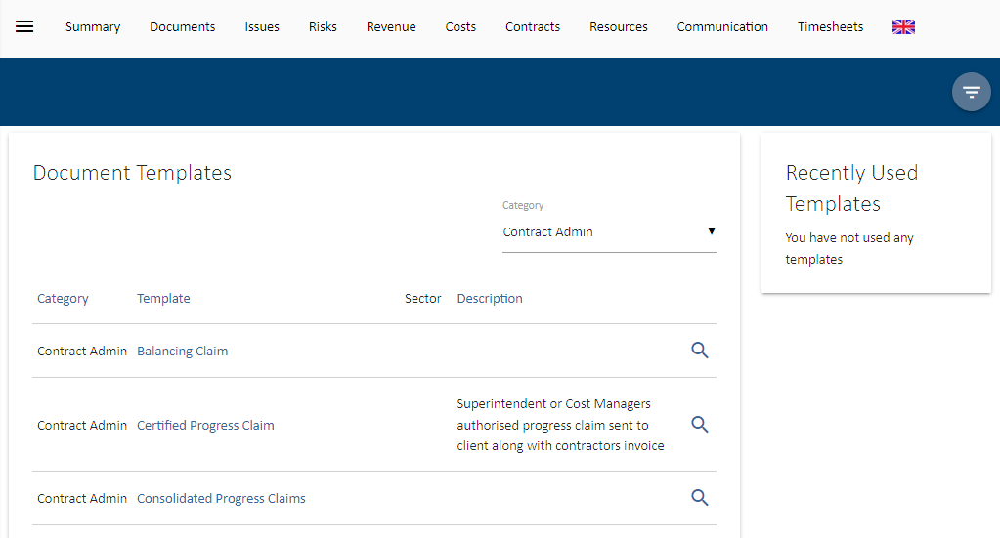 Summary Documents Issues Risks Revenue Costs Contracts Resources Communication Timesheets
Document Templates
Category
Contract Admin
Category Template Sector Description
Contract Admin Balancing Claim
Contract Admin Certified Progress Claim Superintendent or Cost Managers
authorised progress claim sent to
client along with contractors invoice
Contract Admin Consolidated Progress Claims
Recently Used
Templates
You have not used any
templates